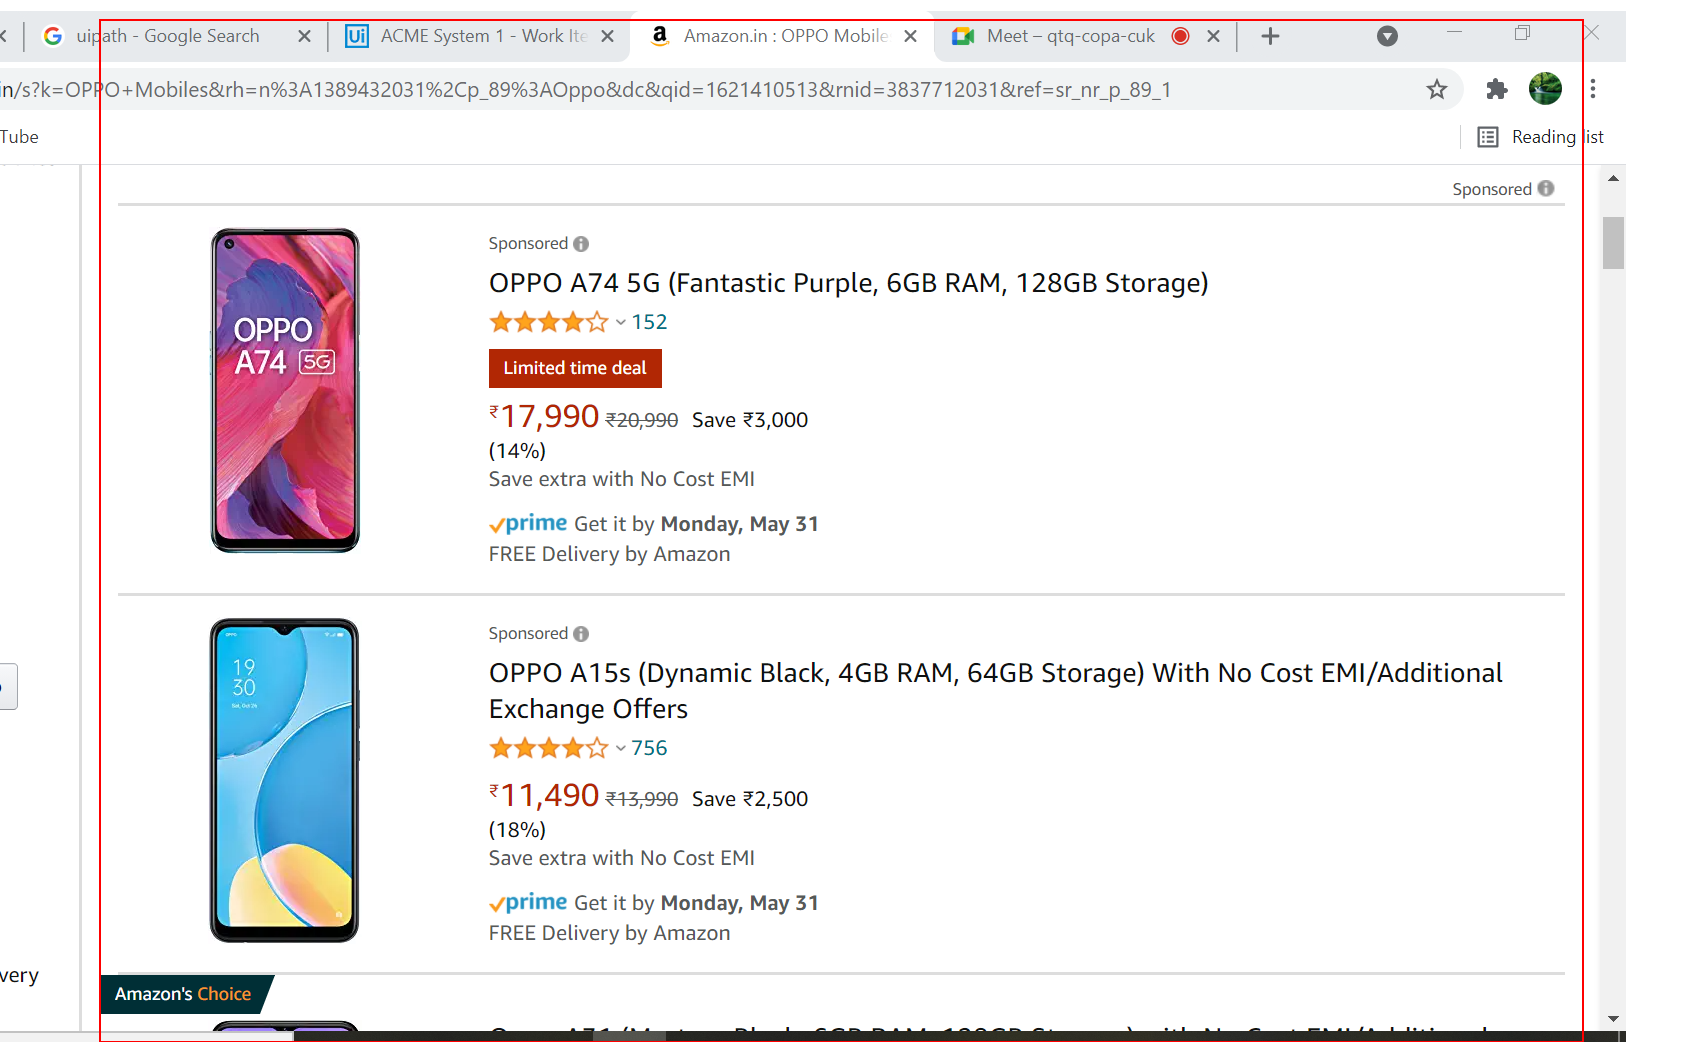 uipath - Google Search
ACME System 1 - Work Ite
Amazon.in : OPPO Mobile
Meet – qtq-copa-cuk
in/s?k=OPPO+Mobiles&rh=n%3A1389432031%2Cp_89%3AOppo&dc&qid=1621410513&rnid=3837712031&ref=sr_nr_p_89_1
Tube
Reading list
Sponsored
Sponsored
OPPO A74 5G (Fantastic Purple, 6GB RAM, 128GB Storage)
OPPO
A74 5G
152
Limited time deal
₹17,990 ₹20,990 Save ₹3,000
(14%)
Save extra with No Cost EMI
prime Get it by Monday, May 31
FREE Delivery by Amazon
Sponsored
OPPO A15s (Dynamic Black, 4GB RAM, 64GB Storage) With No Cost EMI/Additional
Exchange Offers
19
30
Sat, Oct 24
756
₹11,490 ₹13,990 Save ₹2,500
(18%)
Save extra with No Cost EMI
prime Get it by Monday, May 31
FREE Delivery by Amazon
very
Amazon's Choice